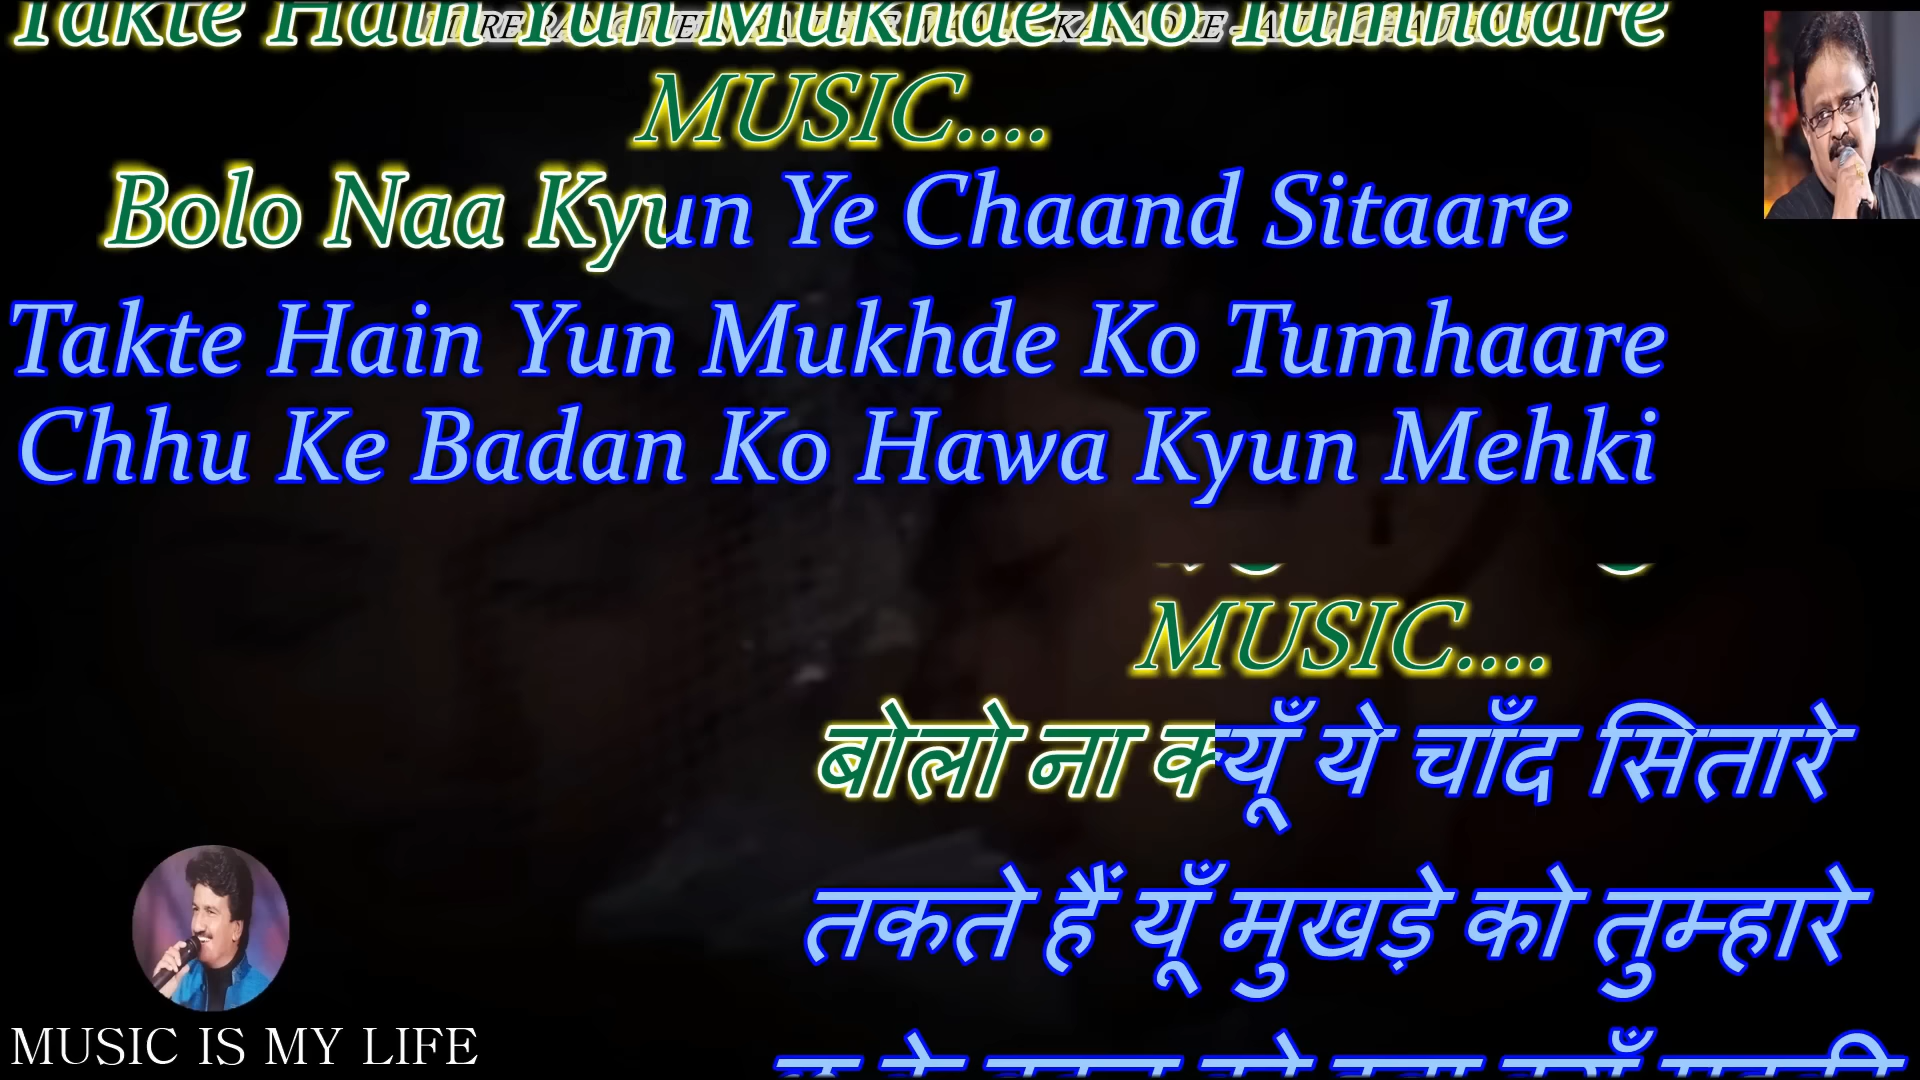 Takte Hain Yun Mukhde Ko Tumhaare
MUSIC....
Bolo Naa Kyun Ye Chaand Sitaare
Takte Hain Yun Mukhde Ko Tumhaare
Chhu Ke Badan Ko Hawa Kyun Mehki
MUSIC....
बोलो ना क्यूँ ये चाँद सितारे
तकते हैं यूँ मुखड़े को तुम्हारे
MUSIC IS MY LIFE